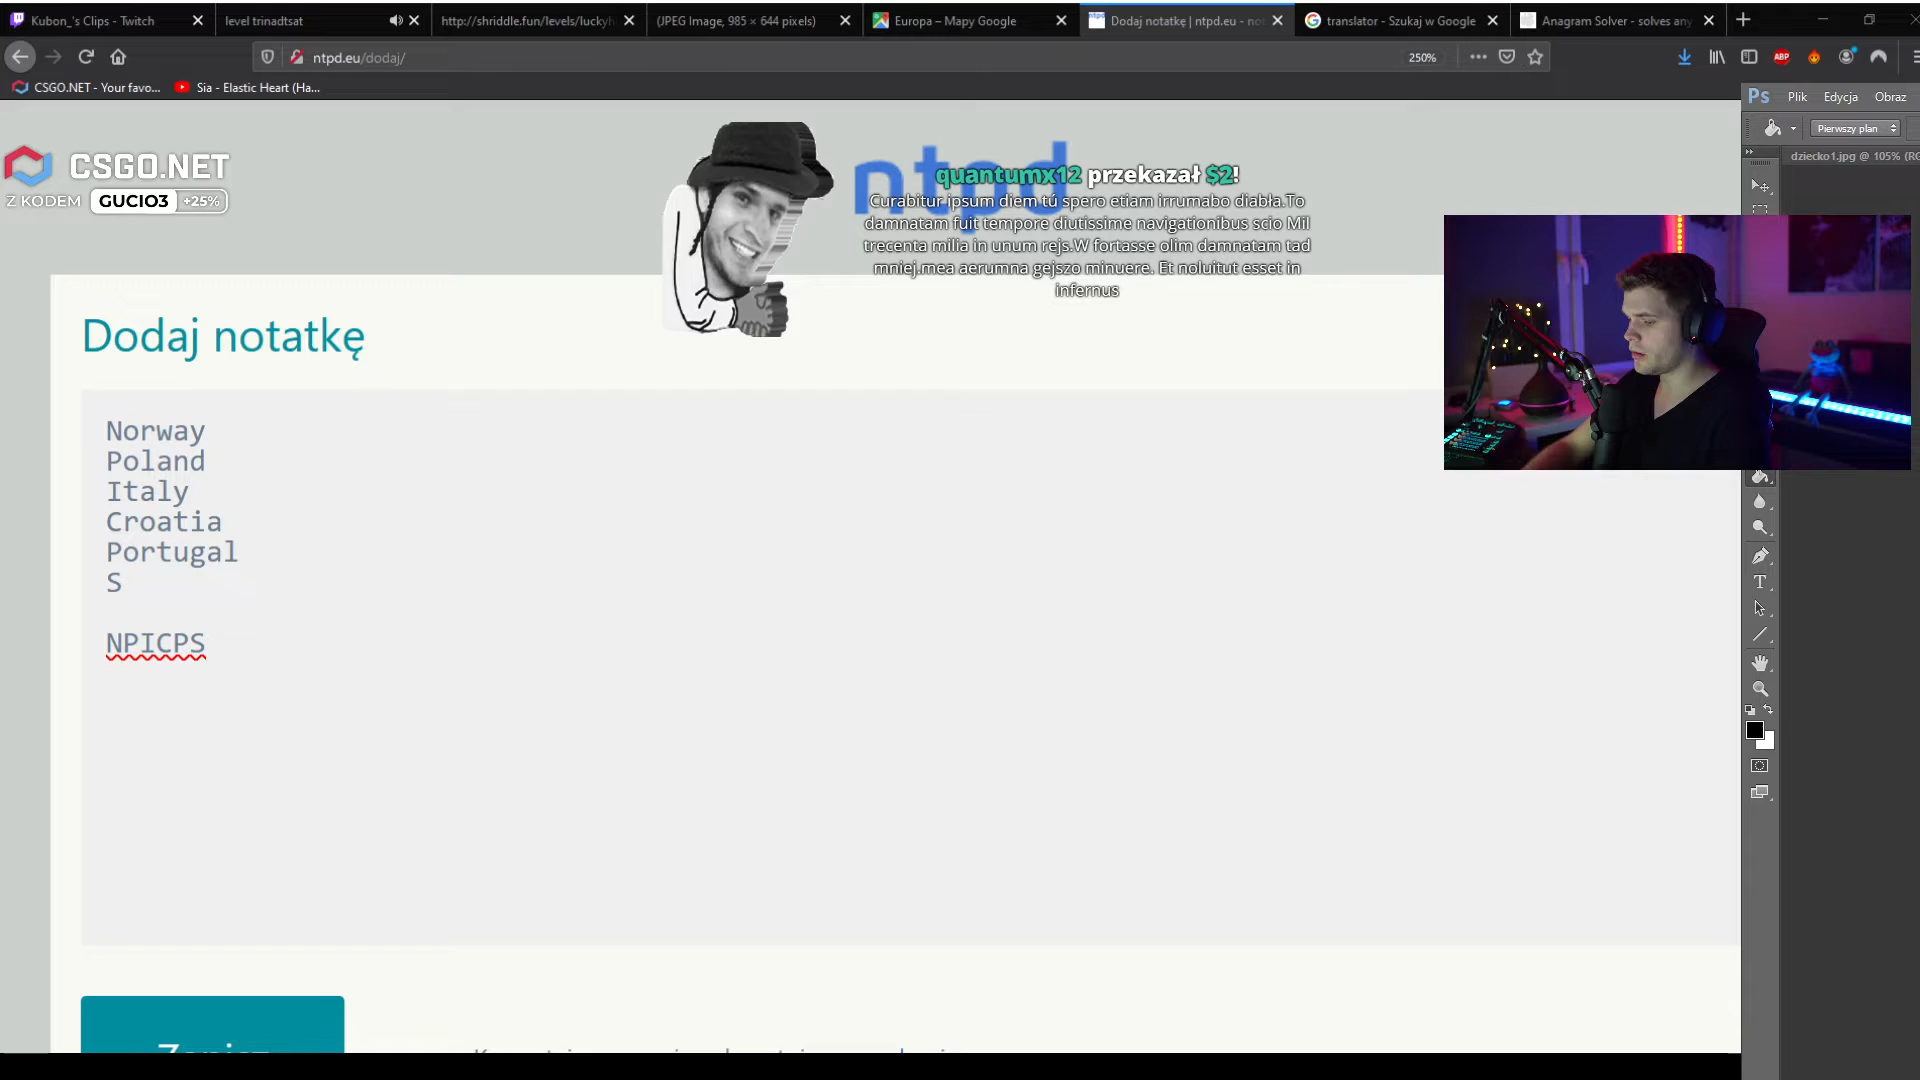 Kubon_'s Clips - Twitch
level trinadtsat
http://shriddle.fun/levels/luckyh
(JPEG Image, 985 × 644 pixels)
Europa – Mapy Google
Dodaj notatkę | ntpd.eu - not
translator - Szukaj w Google
Anagram Solver - solves any
ntpd.eu/dodaj/
250%
ABP
CSGO.NET - Your favo...
Sia - Elastic Heart (Ha...
Ps Plik Edycja Obraz
Pierwszy plan
dziecko1.jpg @ 105% (RG
CSGO.NET
Z KODEM GUCIO3 +25%
ntpd
quantumx12 przekazał $2!
Curabitur ipsum diem tú spero etiam irrumabo diabła.To
damnatam fuit tempore diutissime navigationibus scio Mil
trecenta milia in unum rejs.W fortasse olim damnatam tad
mniej.mea aerumna gejszo minuere. Et noluitut esset in
infernus
Dodaj notatkę
Norway
Poland
Italy
Croatia
Portugal
S
NPICPS